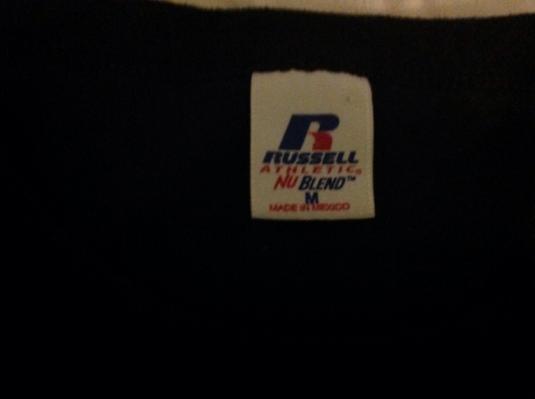 R
RUSSELL
ATHLETIC®
NU BLEND™
M
MADE IN MEXICO